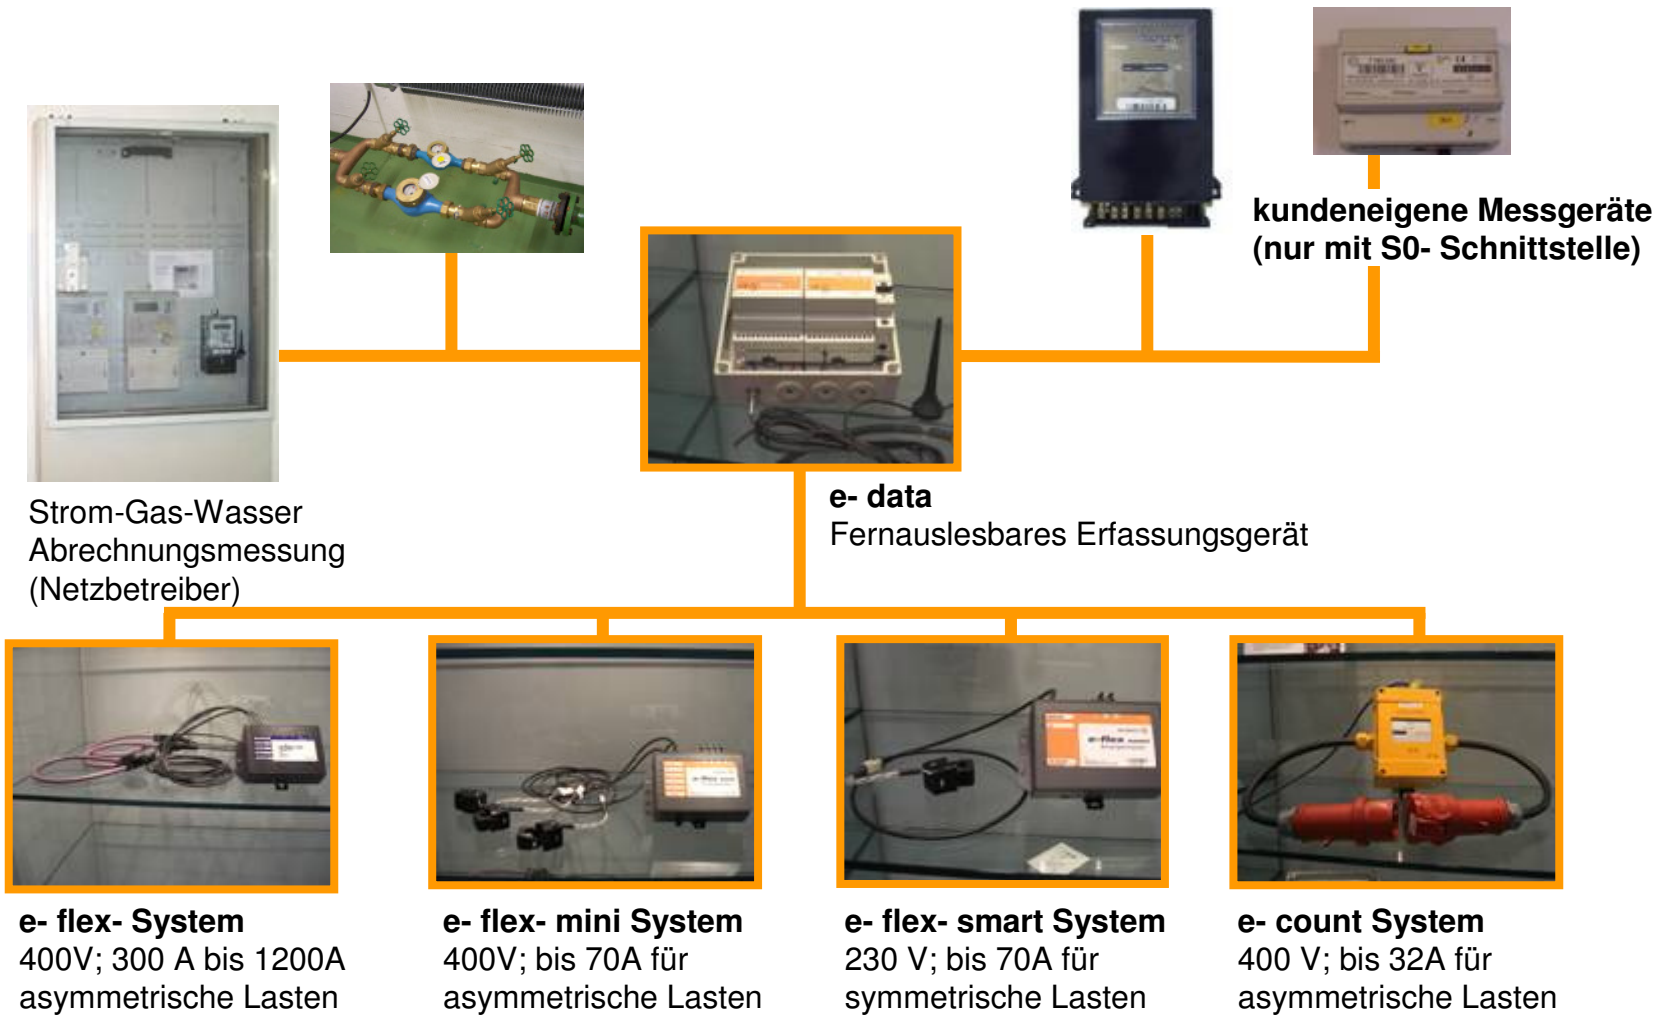 kundeneigene Messgeräte
(nur mit S0- Schnittstelle)
Strom-Gas-Wasser
Abrechnungsmessung
(Netzbetreiber)
e- data
Fernauslesbares Erfassungsgerät
e- flex- System
400V; 300 A bis 1200A
asymmetrische Lasten
e- flex- mini System
400V; bis 70A für
asymmetrische Lasten
e- flex- smart System
230 V; bis 70A für
symmetrische Lasten
e- count System
400 V; bis 32A für
asymmetrische Lasten
e-flex